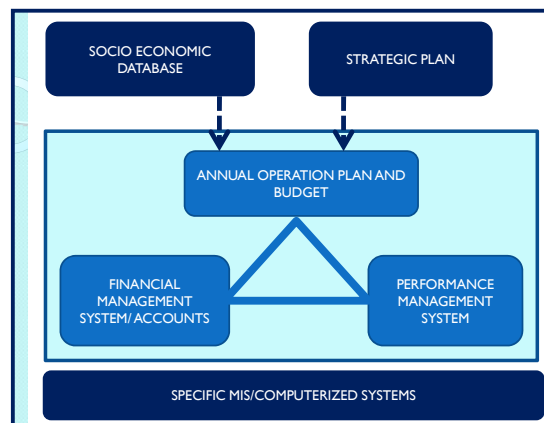 SOCIO ECONOMIC
DATABASE
STRATEGIC PLAN
ANNUAL OPERATION PLAN AND
BUDGET
FINANCIAL
MANAGEMENT
SYSTEM/ACCOUNTS
PERFORMANCE
MANAGEMENT
SYSTEM
SPECIFIC MIS/COMPUTERIZED SYSTEMS